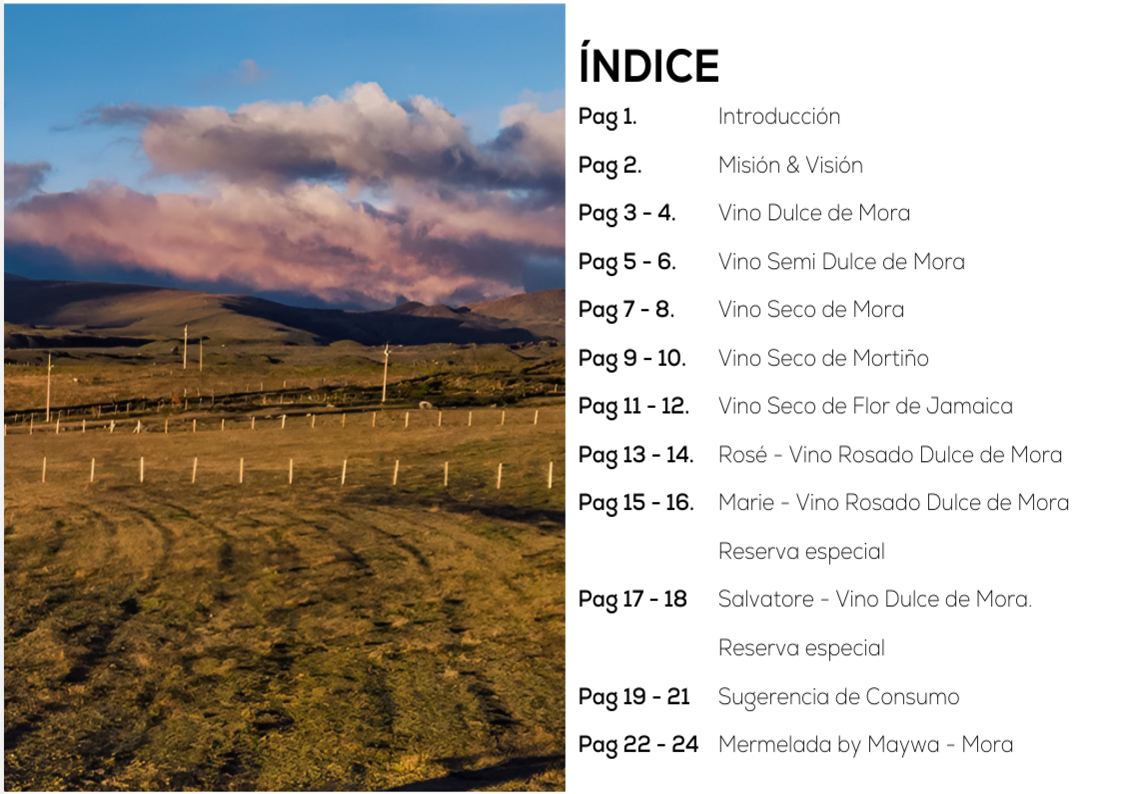 ÍNDICE
Pag 1. Introducción
Pag 2. Misión & Visión
Pag 3 - 4. Vino Dulce de Mora
Pag 5 - 6. Vino Semi Dulce de Mora
Pag 7 - 8. Vino Seco de Mora
Pag 9 - 10. Vino Seco de Mortiño
Pag 11 - 12. Vino Seco de Flor de Jamaica
Pag 13 - 14. Rosé - Vino Rosado Dulce de Mora
Pag 15 - 16. Marie - Vino Rosado Dulce de Mora
Reserva especial
Pag 17 - 18 Salvatore - Vino Dulce de Mora.
Reserva especial
Pag 19 - 21 Sugerencia de Consumo
Pag 22 - 24 Mermelada by Maywa - Mora